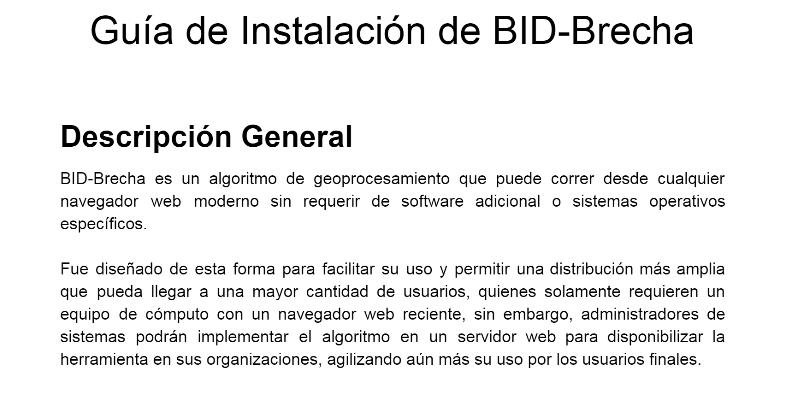 Guía de Instalación de BID-Brecha
Descripción General
BID-Brecha es un algoritmo de geoprocesamiento que puede correr desde cualquier
navegador web moderno sin requerir de software adicional o sistemas operativos
específicos.
Fue diseñado de esta forma para facilitar su uso y permitir una distribución más amplia
que pueda llegar a una mayor cantidad de usuarios, quienes solamente requieren un
equipo de cómputo con un navegador web reciente, sin embargo, administradores de
sistemas podrán implementar el algoritmo en un servidor web para disponibilizar la
herramienta en sus organizaciones, agilizando aún más su uso por los usuarios finales.